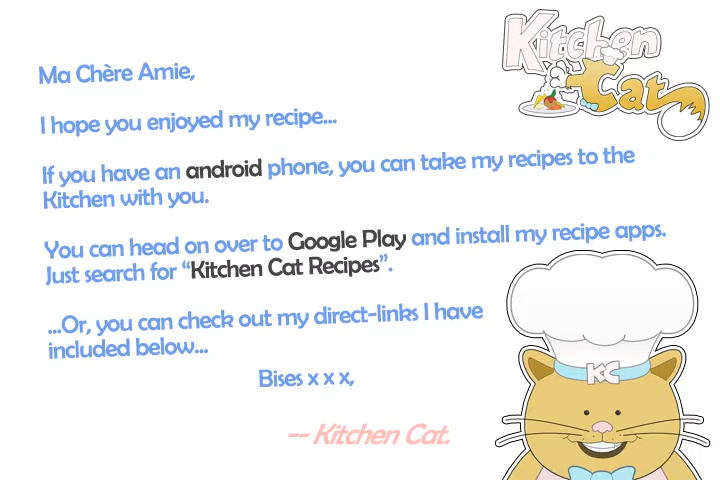 Kitchen
Cat
Ma Chère Amie,
I hope you enjoyed my recipe...
If you have an android phone, you can take my recipes to the
Kitchen with you.
You can head on over to Google Play and install my recipe apps.
Just search for “Kitchen Cat Recipes”.
...Or, you can check out my direct-links I have
included below...
Bises x x x,
-- Kitchen Cat.
KC